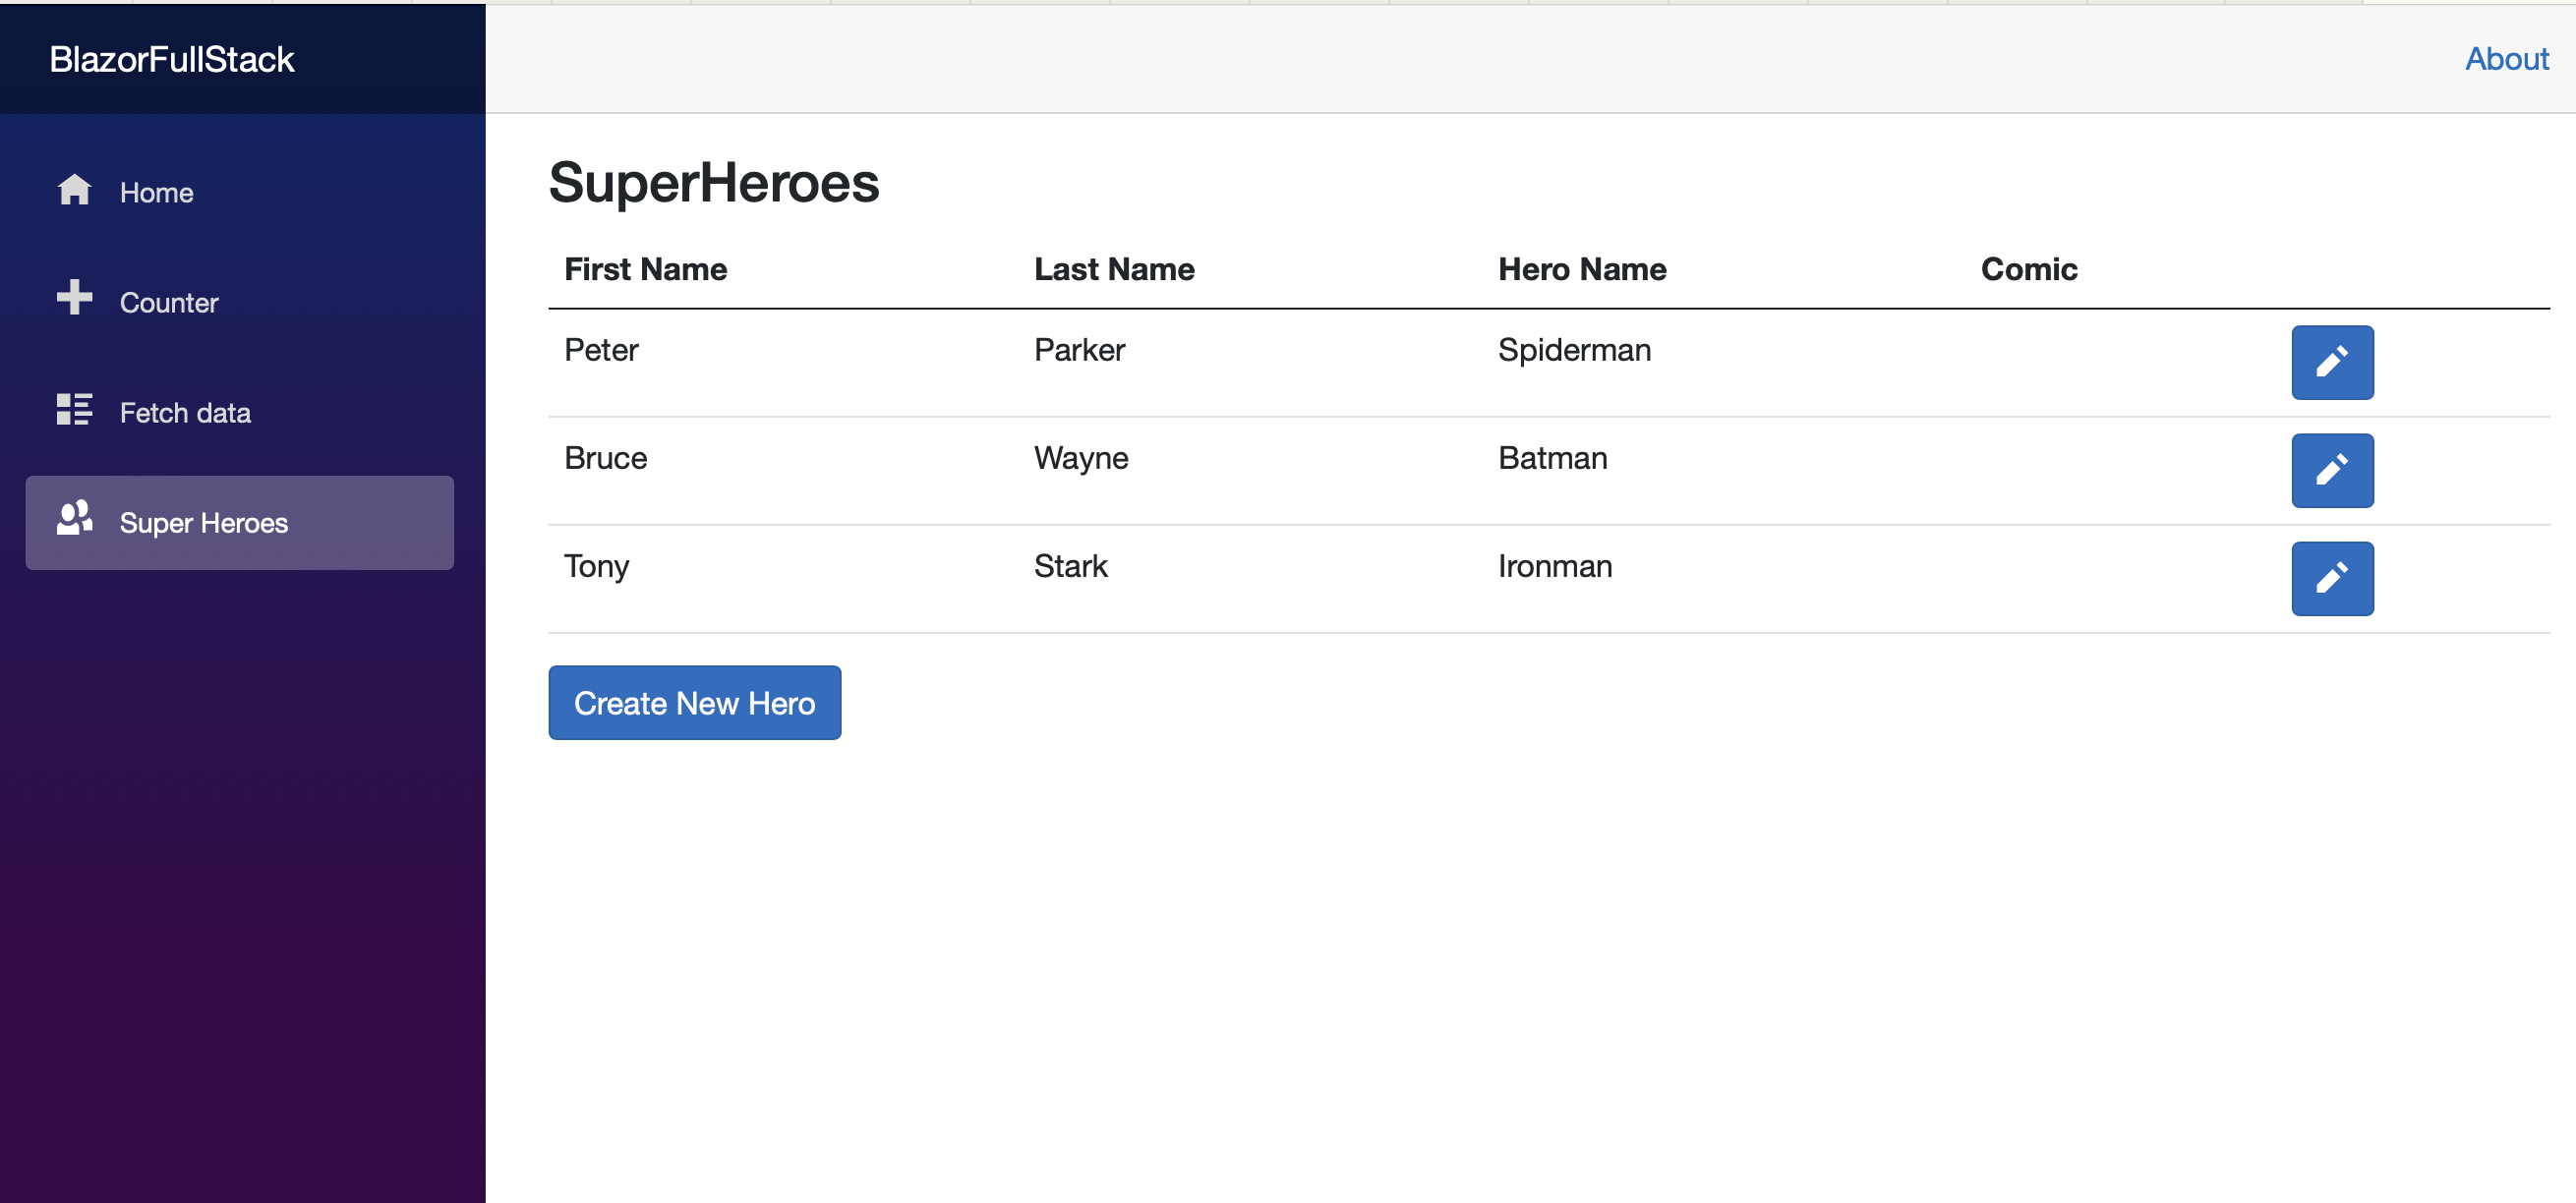 BlazorFullStack
About
Home
Counter
Fetch data
Super Heroes
SuperHeroes
First Name Last Name Hero Name Comic
Peter Parker Spiderman
Bruce Wayne Batman
Tony Stark Ironman
Create New Hero